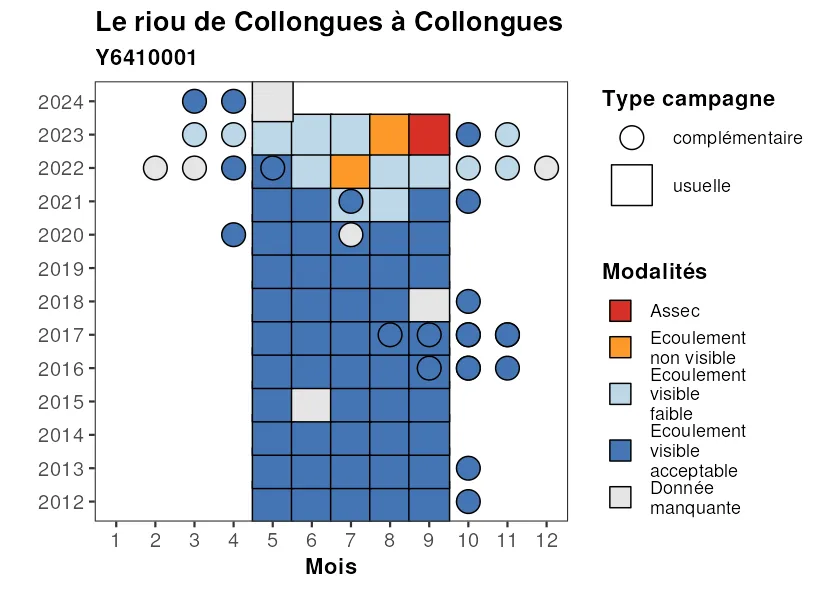 Le riou de Collongues à Collongues
Y6410001
2024
2023
2022
2021
2020
2019
2018
2017
2016
2015
2014
2013
2012
1 2 3 4 5 6 7 8 9 10 11 12
Mois
Type campagne
complémentaire
usuelle
Modalités
Assec
Ecoulement
non visible
Ecoulement
visible
faible
Ecoulement
visible
acceptable
Donnée
manquante